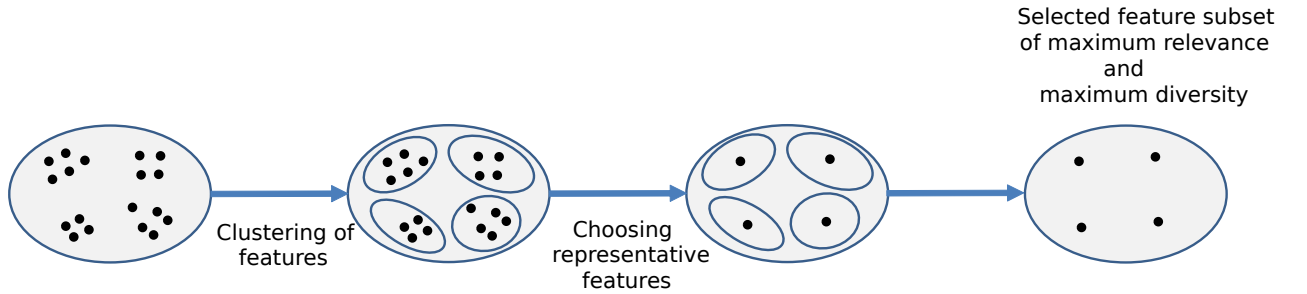 Clustering of
features
Choosing
representative
features
Selected feature subset
of maximum relevance
and
maximum diversity